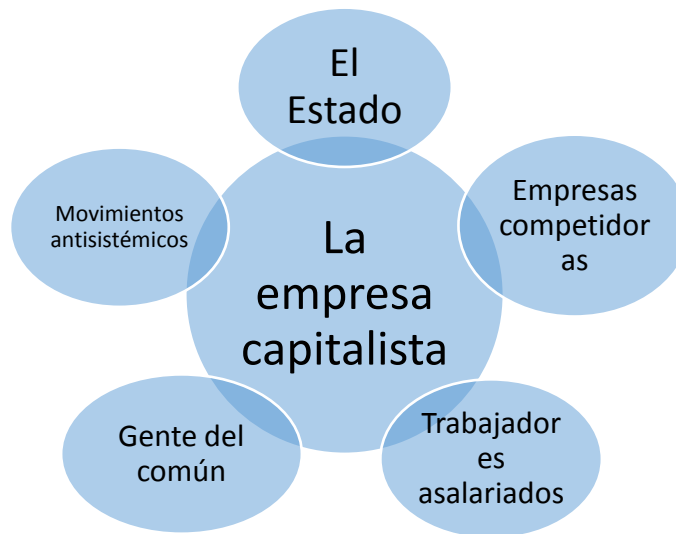 El
Estado
Empresas
competidor
as
Trabajador
es
asalariados
Gente del
común
Movimientos
antisistémicos
La
empresa
capitalista